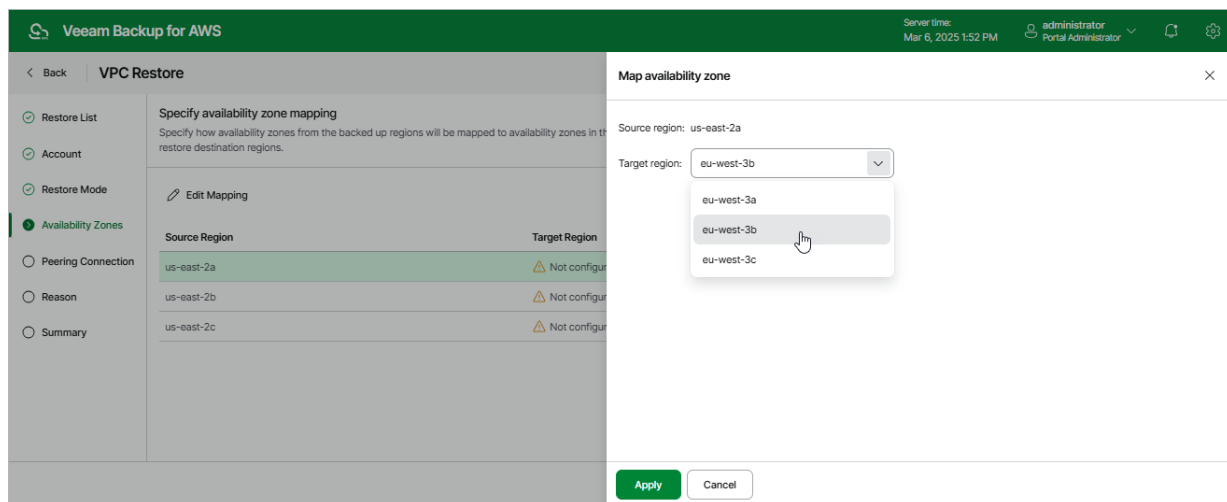 Veeam Backup for AWS
Server time:
Mar 6, 2025 1:52 PM
administrator
Portal Administrator
Back
VPC Restore
Restore List
Account
Restore Mode
Availability Zones
Peering Connection
Reason
Summary
Specify availability zone mapping
Specify how availability zones from the backed up regions will be mapped to availability zones in th
restore destination regions.
Edit Mapping
Source Region Target Region
us-east-2a Not configur
us-east-2b Not configur
us-east-2c Not configur
Map availability zone
Source region: us-east-2a
Target region: eu-west-3b
eu-west-3a
eu-west-3b
eu-west-3c
Apply Cancel